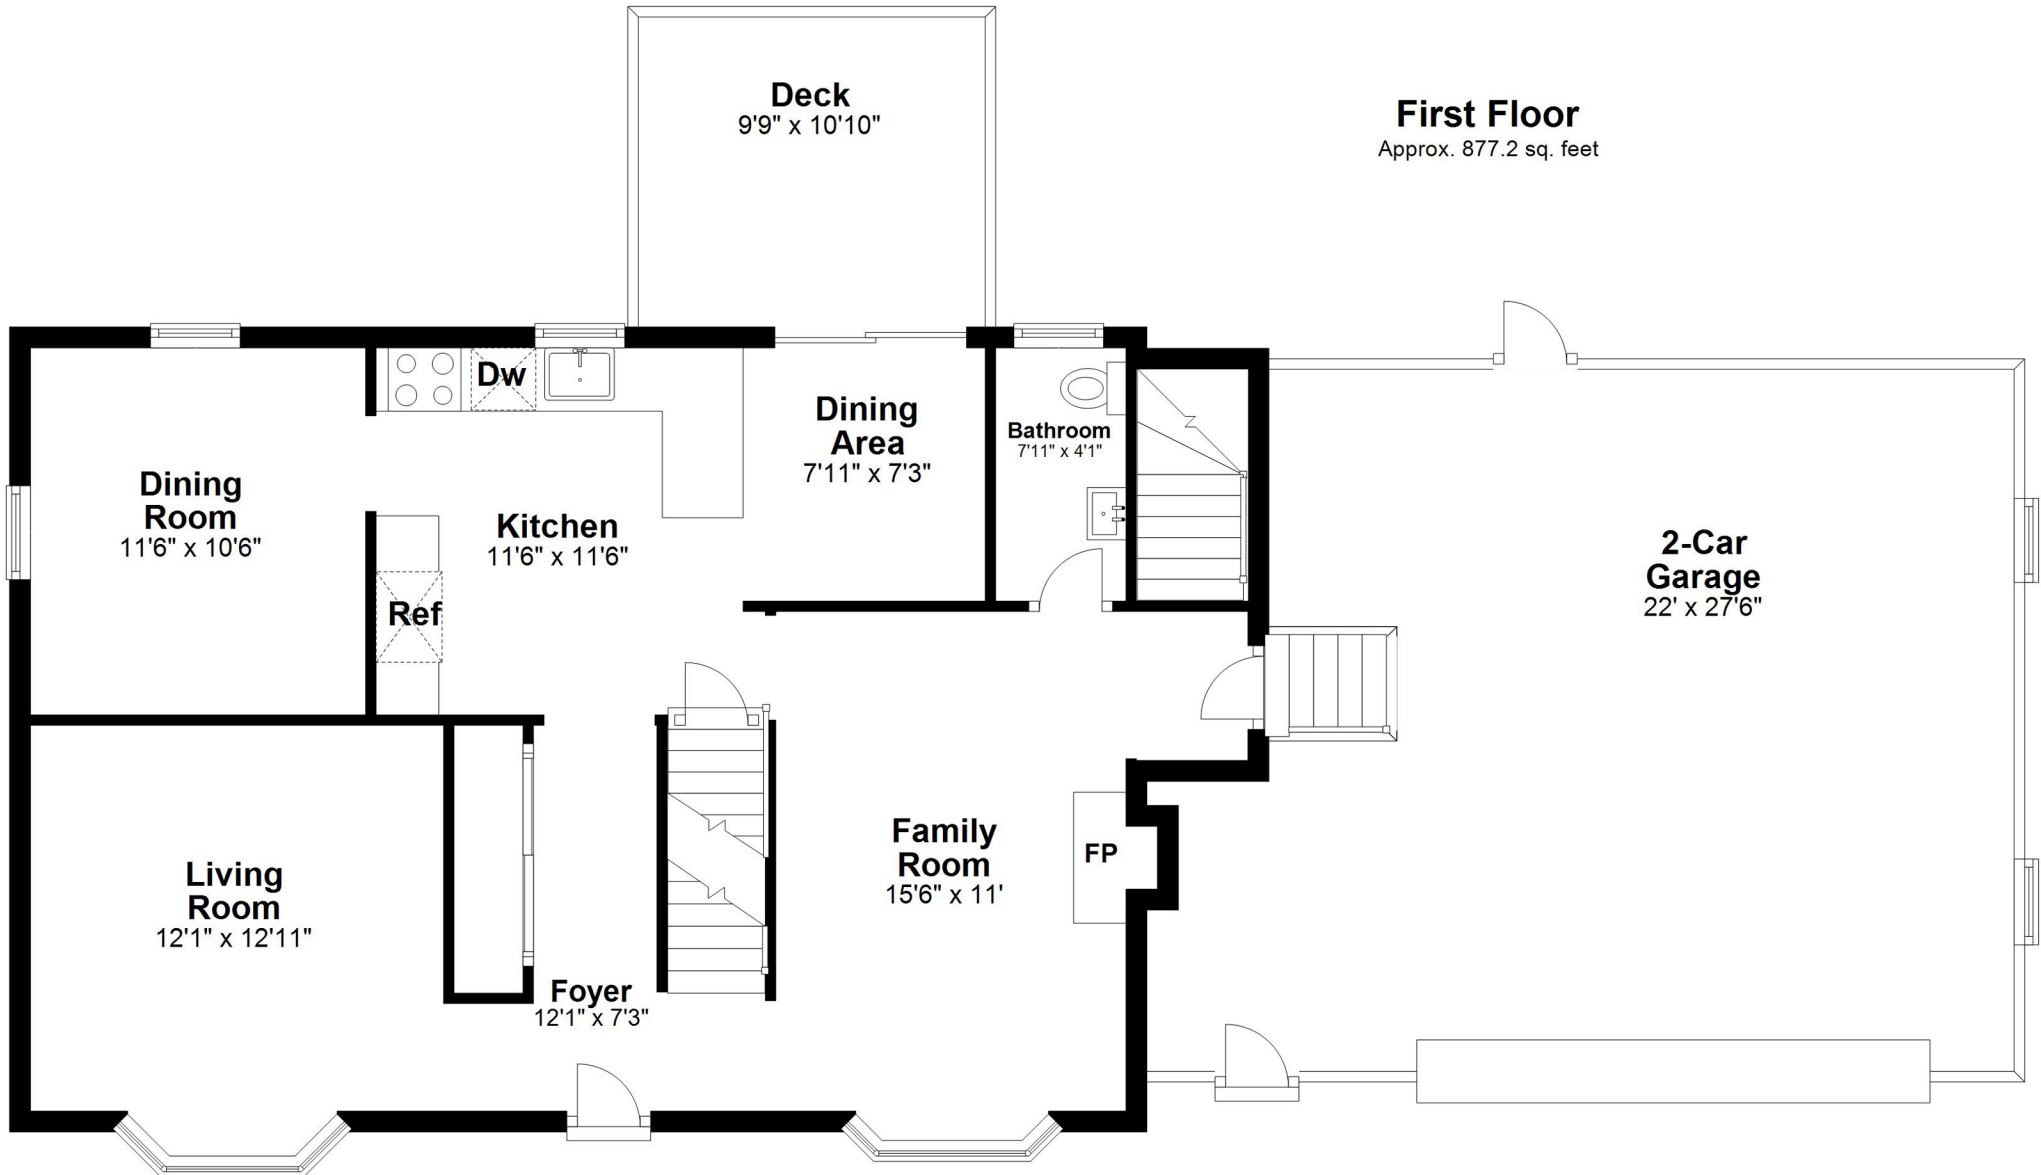 Deck
9'9" x 10'10"
First Floor
Approx. 877.2 sq. feet
Dw
Dining
Area
7'11" x 7'3"
Bathroom
7'11" x 4'1"
Dining
Room
11'6" x 10'6"
Kitchen
11'6" x 11'6"
2-Car
Garage
22' x 27'6"
Ref
Living
Room
12'1" x 12'11"
Family
Room
15'6" x 11'
FP
Foyer
12'1" x 7'3"